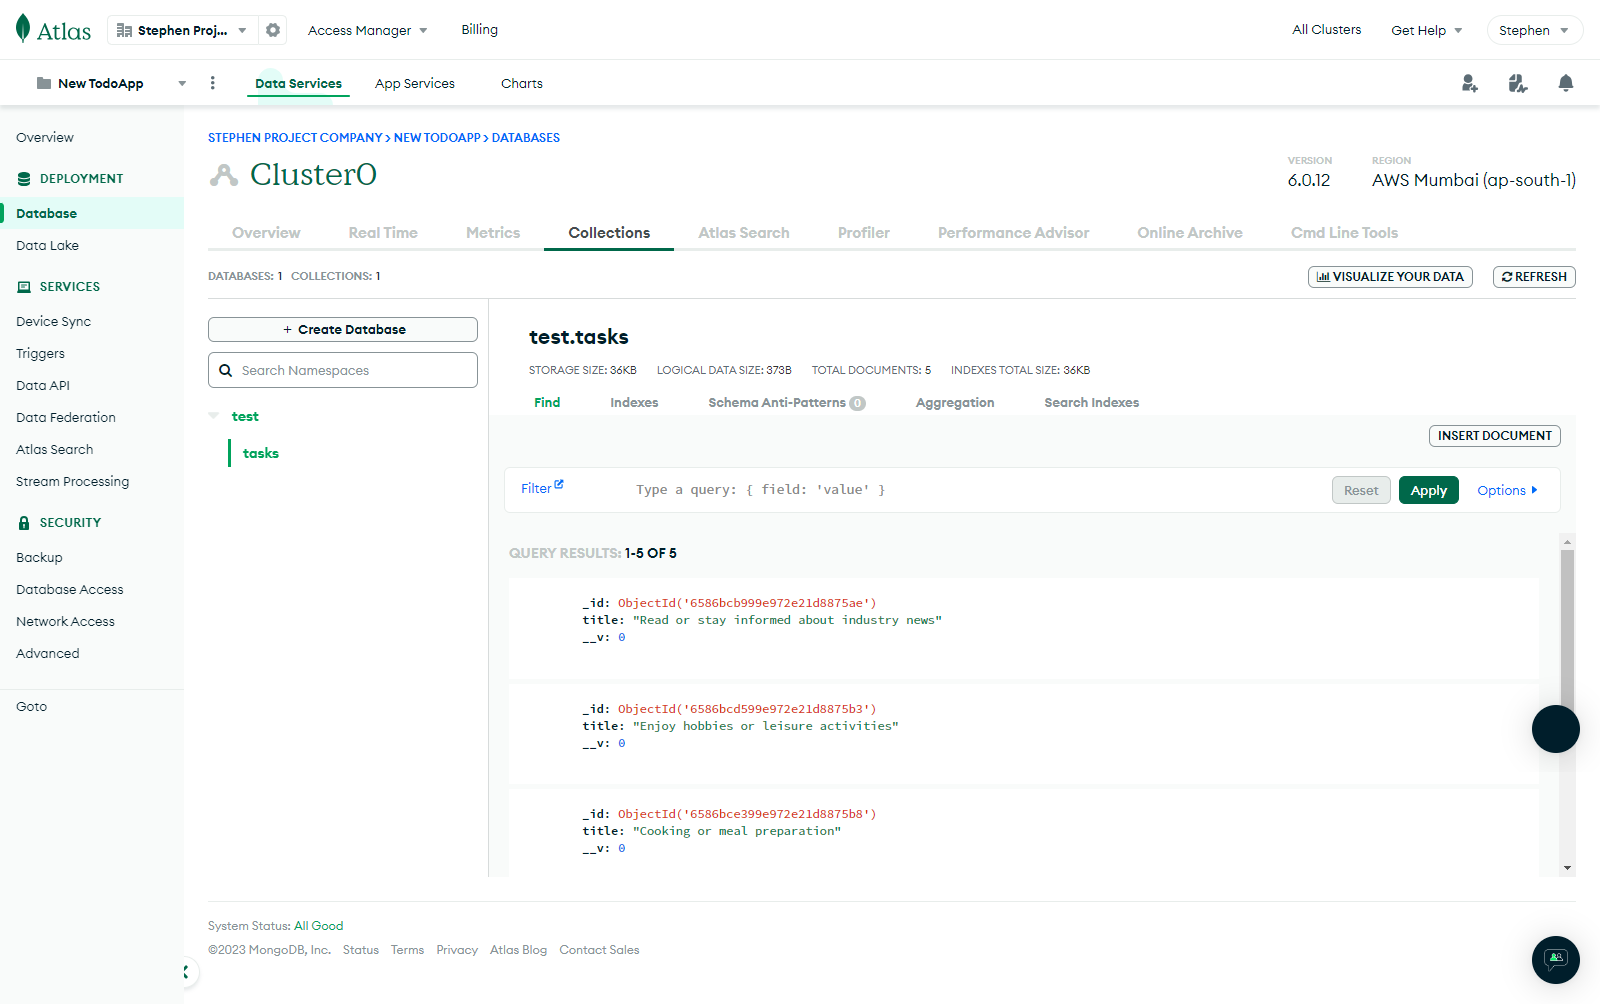 Atlas
Stephen Proj...
Access Manager
Billing
All Clusters
Get Help
Stephen
New TodoApp
Data Services
App Services
Charts
Overview
DEPLOYMENT
Database
Data Lake
SERVICES
Device Sync
Triggers
Data API
Data Federation
Atlas Search
Stream Processing
SECURITY
Backup
Database Access
Network Access
Advanced
Goto
STEPHEN PROJECT COMPANY > NEW TODOAPP > DATABASES
Cluster0
VERSION
6.0.12
REGION
AWS Mumbai (ap-south-1)
Overview
Real Time
Metrics
Collections
Atlas Search
Profiler
Performance Advisor
Online Archive
Cmd Line Tools
DATABASES: 1 COLLECTIONS: 1
VISUALIZE YOUR DATA
REFRESH
+ Create Database
Search Namespaces
test
tasks
test.tasks
STORAGE SIZE: 36KB LOGICAL DATA SIZE: 373B TOTAL DOCUMENTS: 5 INDEXES TOTAL SIZE: 36KB
Find
Indexes
Schema Anti-Patterns 0
Aggregation
Search Indexes
INSERT DOCUMENT
Filter
Type a query: { field: 'value' }
Reset
Apply
Options
QUERY RESULTS: 1-5 OF 5
_id: ObjectId('6586bcb999e972e21d8875ae')
title: "Read or stay informed about industry news"
__v: 0
_id: ObjectId('6586bcd599e972e21d8875b3')
title: "Enjoy hobbies or leisure activities"
__v: 0
_id: ObjectId('6586bce399e972e21d8875b8')
title: "Cooking or meal preparation"
__v: 0
System Status: All Good
©2023 MongoDB, Inc. Status Terms Privacy Atlas Blog Contact Sales